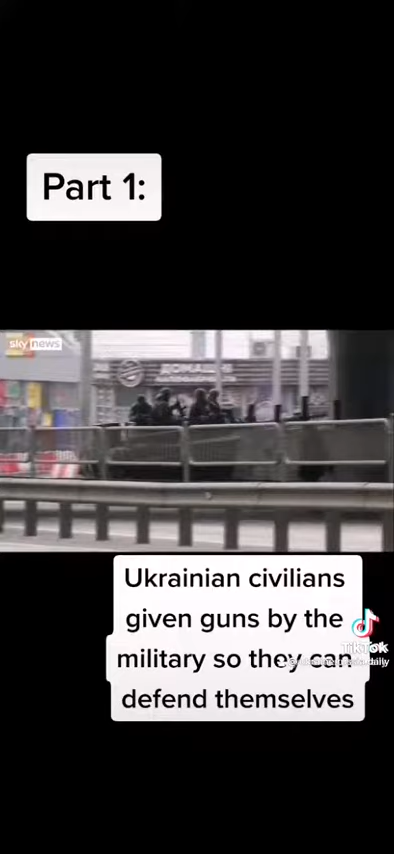 Part 1:
sky news
ДОМАШ
Ukrainian civilians
given guns by the
military so they can
defend themselves
TikTok